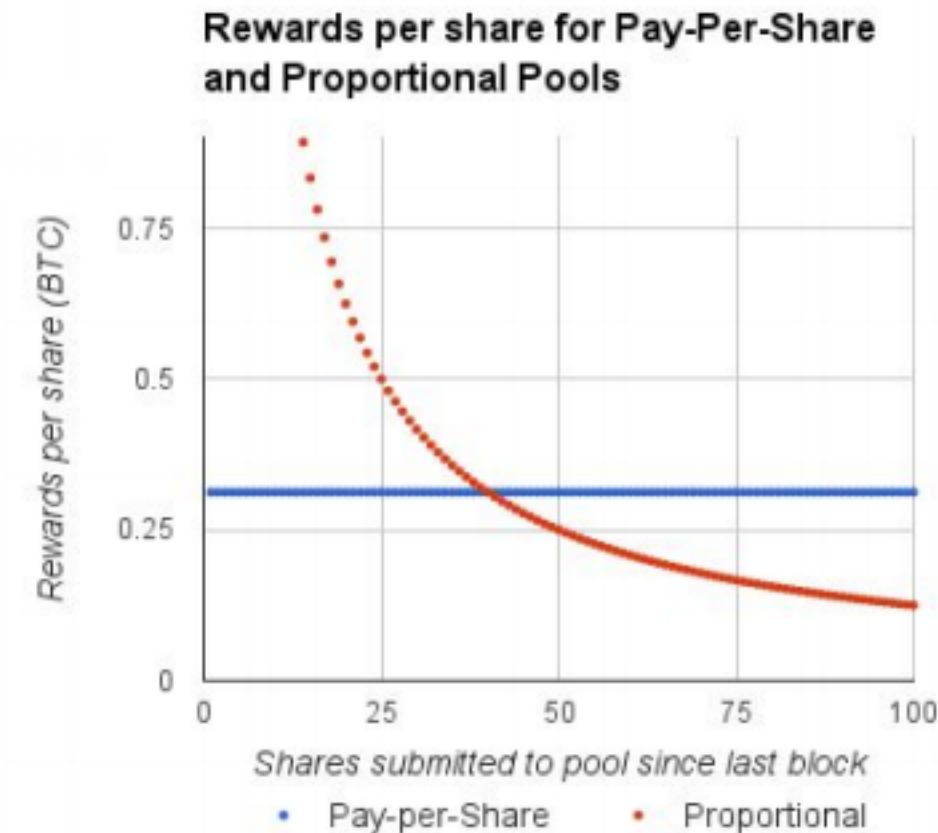 Rewards per share for Pay-Per-Share
and Proportional Pools
Rewards per share (BTC)
0.75
0.5
0.25
0
0
25
50
75
100
Shares submitted to pool since last block
Pay-per-Share
Proportional